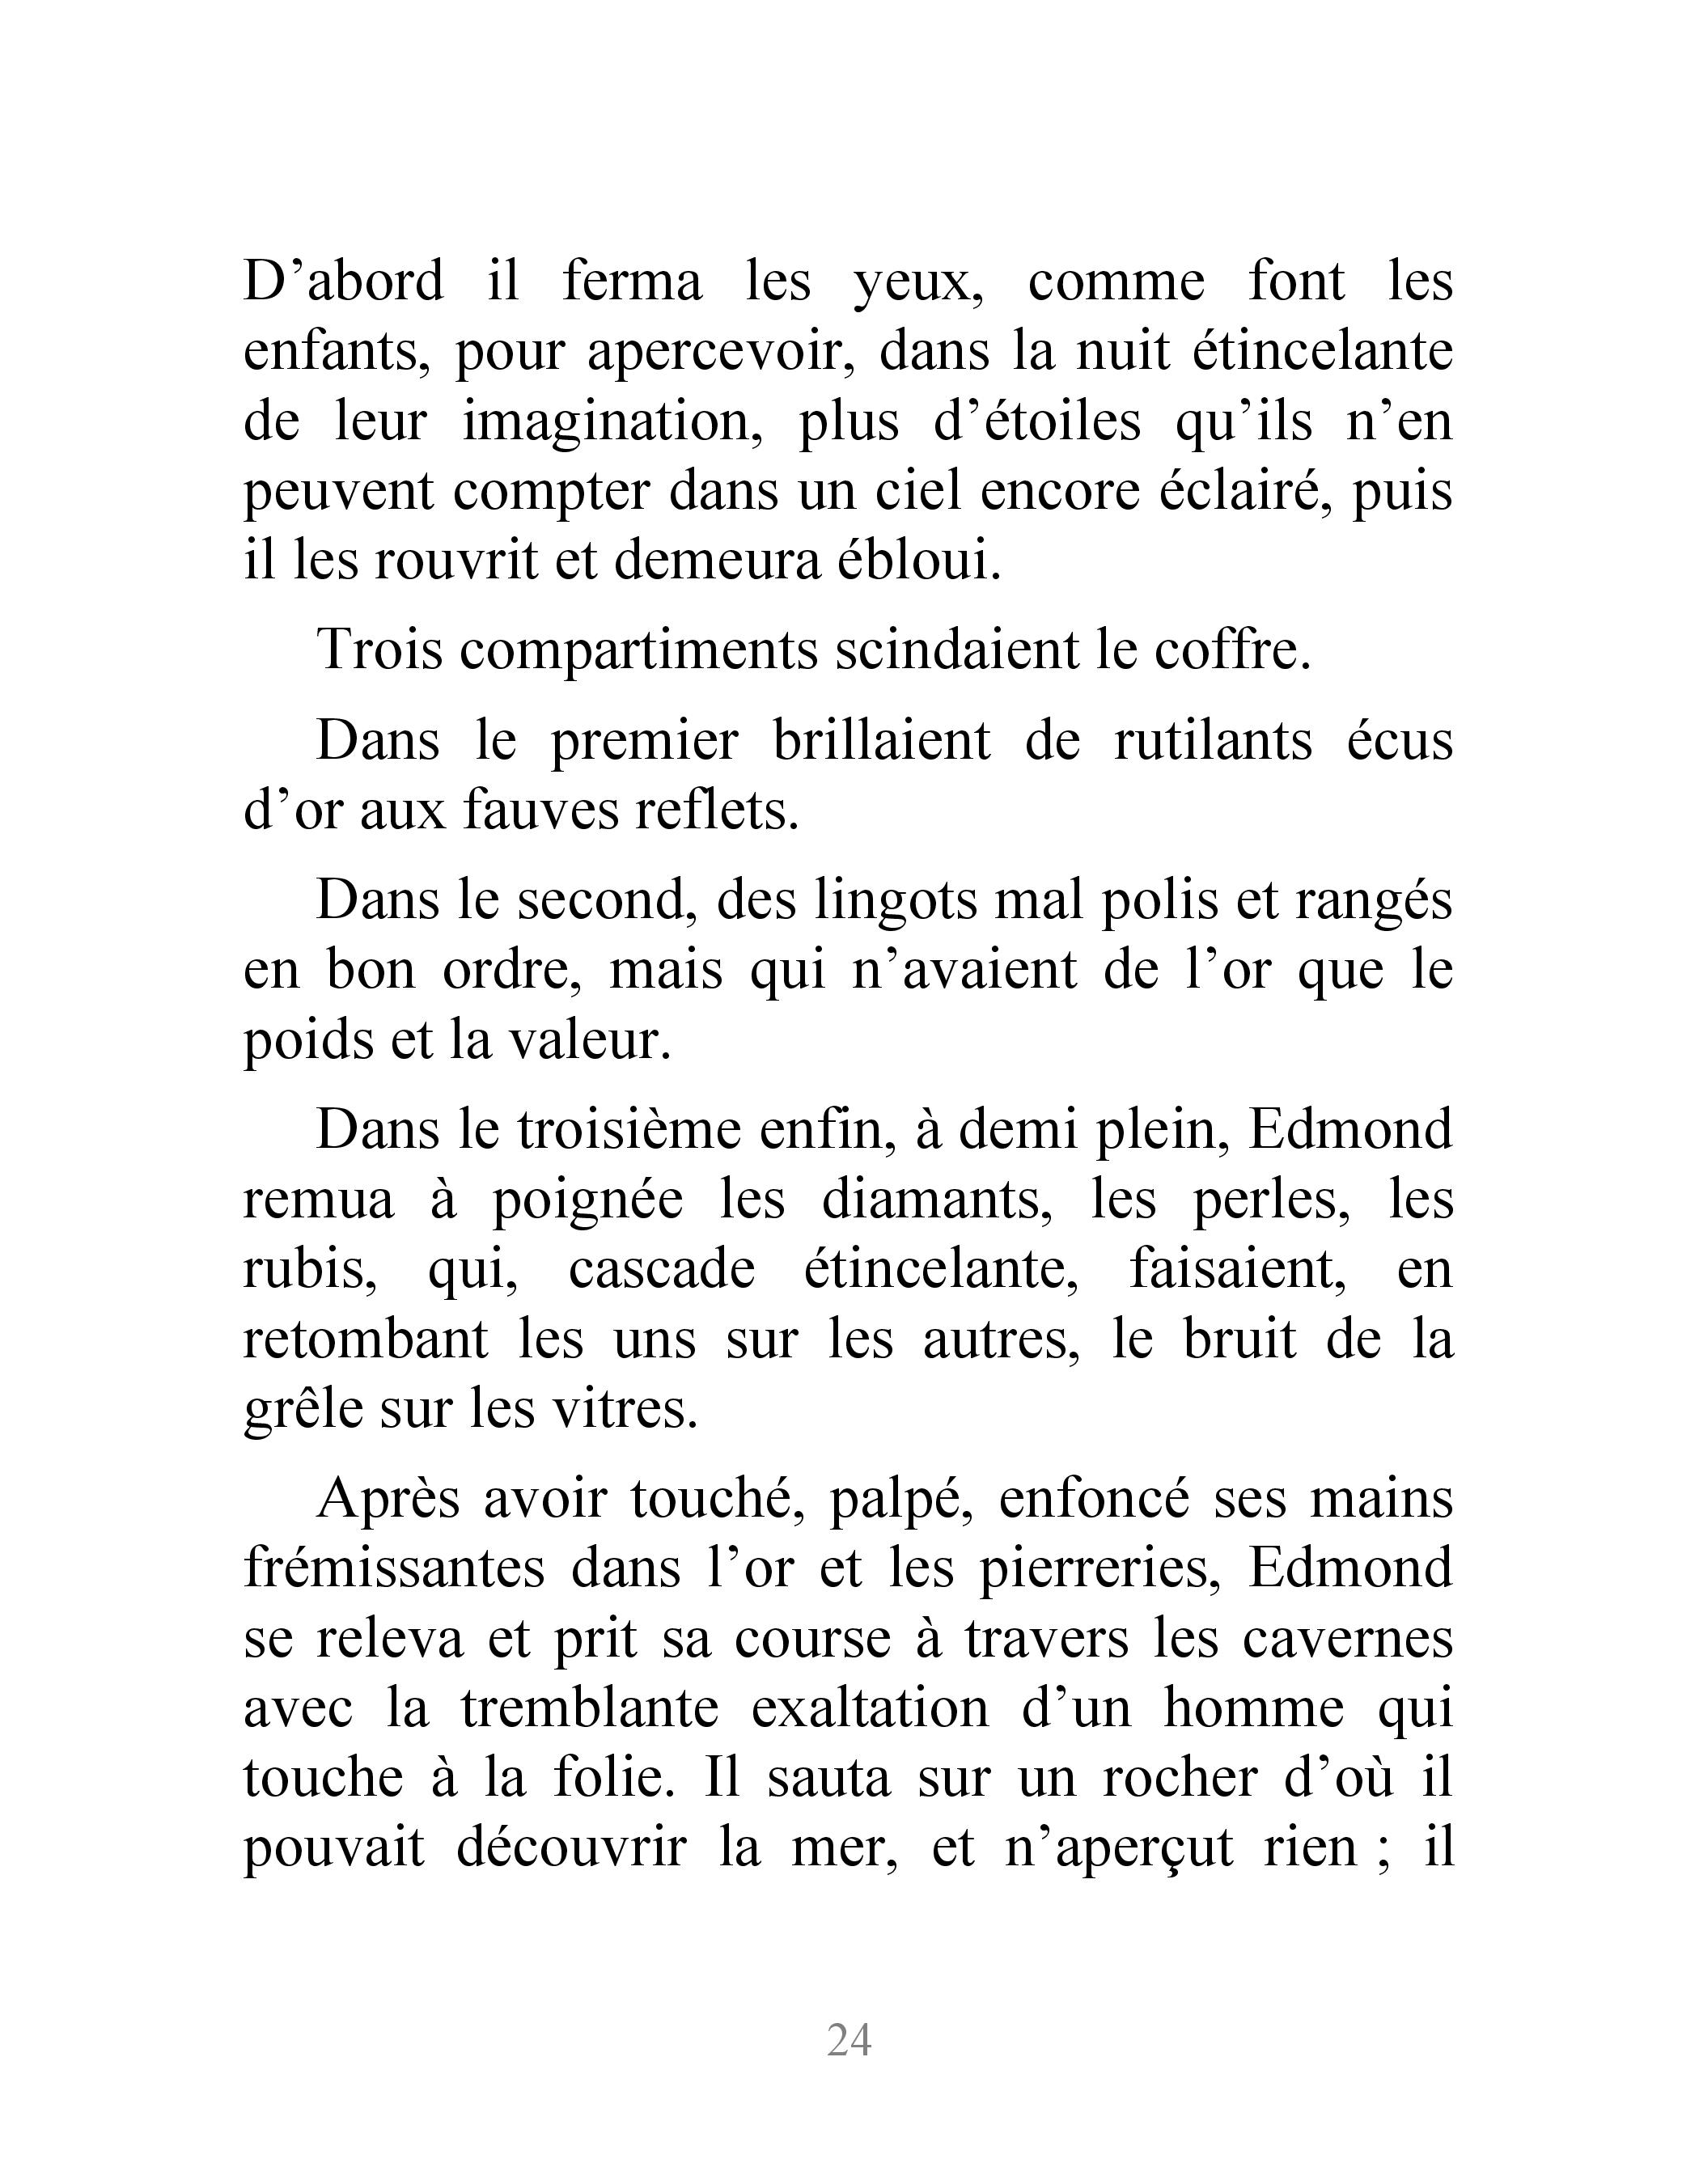 D’abord il ferma les yeux, comme font les
enfants, pour apercevoir, dans la nuit étincelante
de leur imagination, plus d’étoiles qu’ils n’en
peuvent compter dans un ciel encore éclairé, puis
il les rouvrit et demeura ébloui.
Trois compartiments scindaient le coffre.
Dans le premier brillaient de rutilants écus
d’or aux fauves reflets.
Dans le second, des lingots mal polis et rangés
en bon ordre, mais qui n’avaient de l’or que le
poids et la valeur.
Dans le troisième enfin, à demi plein, Edmond
remua à poignée les diamants, les perles, les
rubis, qui, cascade étincelante, faisaient, en
retombant les uns sur les autres, le bruit de la
grêle sur les vitres.
Après avoir touché, palpé, enfoncé ses mains
frémissantes dans l’or et les pierreries, Edmond
se releva et prit sa course à travers les cavernes
avec la tremblante exaltation d’un homme qui
touche à la folie. Il sauta sur un rocher d’où il
pouvait découvrir la mer, et n’aperçut rien ; il
24